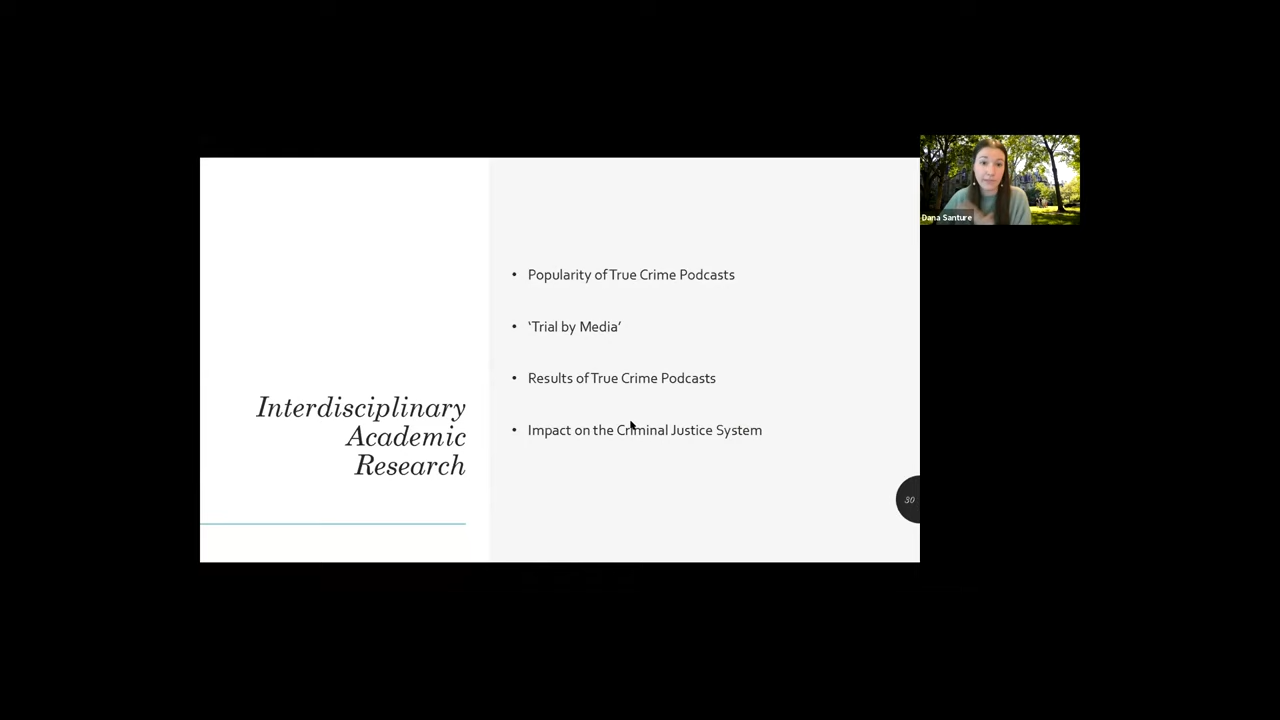 Interdisciplinary
Academic
Research
• Popularity of True Crime Podcasts
• ‘Trial by Media’
• Results of True Crime Podcasts
• Impact on the Criminal Justice System
30
Dana Santure